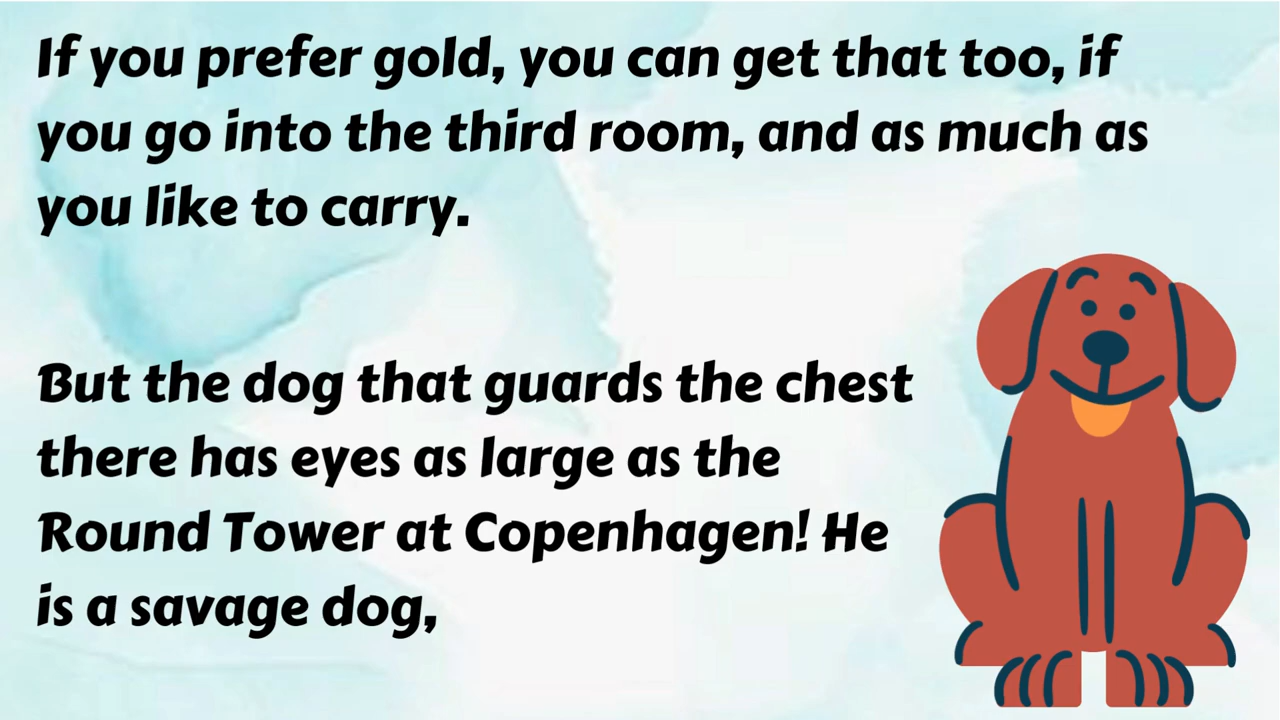 If you prefer gold, you can get that too, if
you go into the third room, and as much as
you like to carry.
But the dog that guards the chest
there has eyes as large as the
Round Tower at Copenhagen! He
is a savage dog,